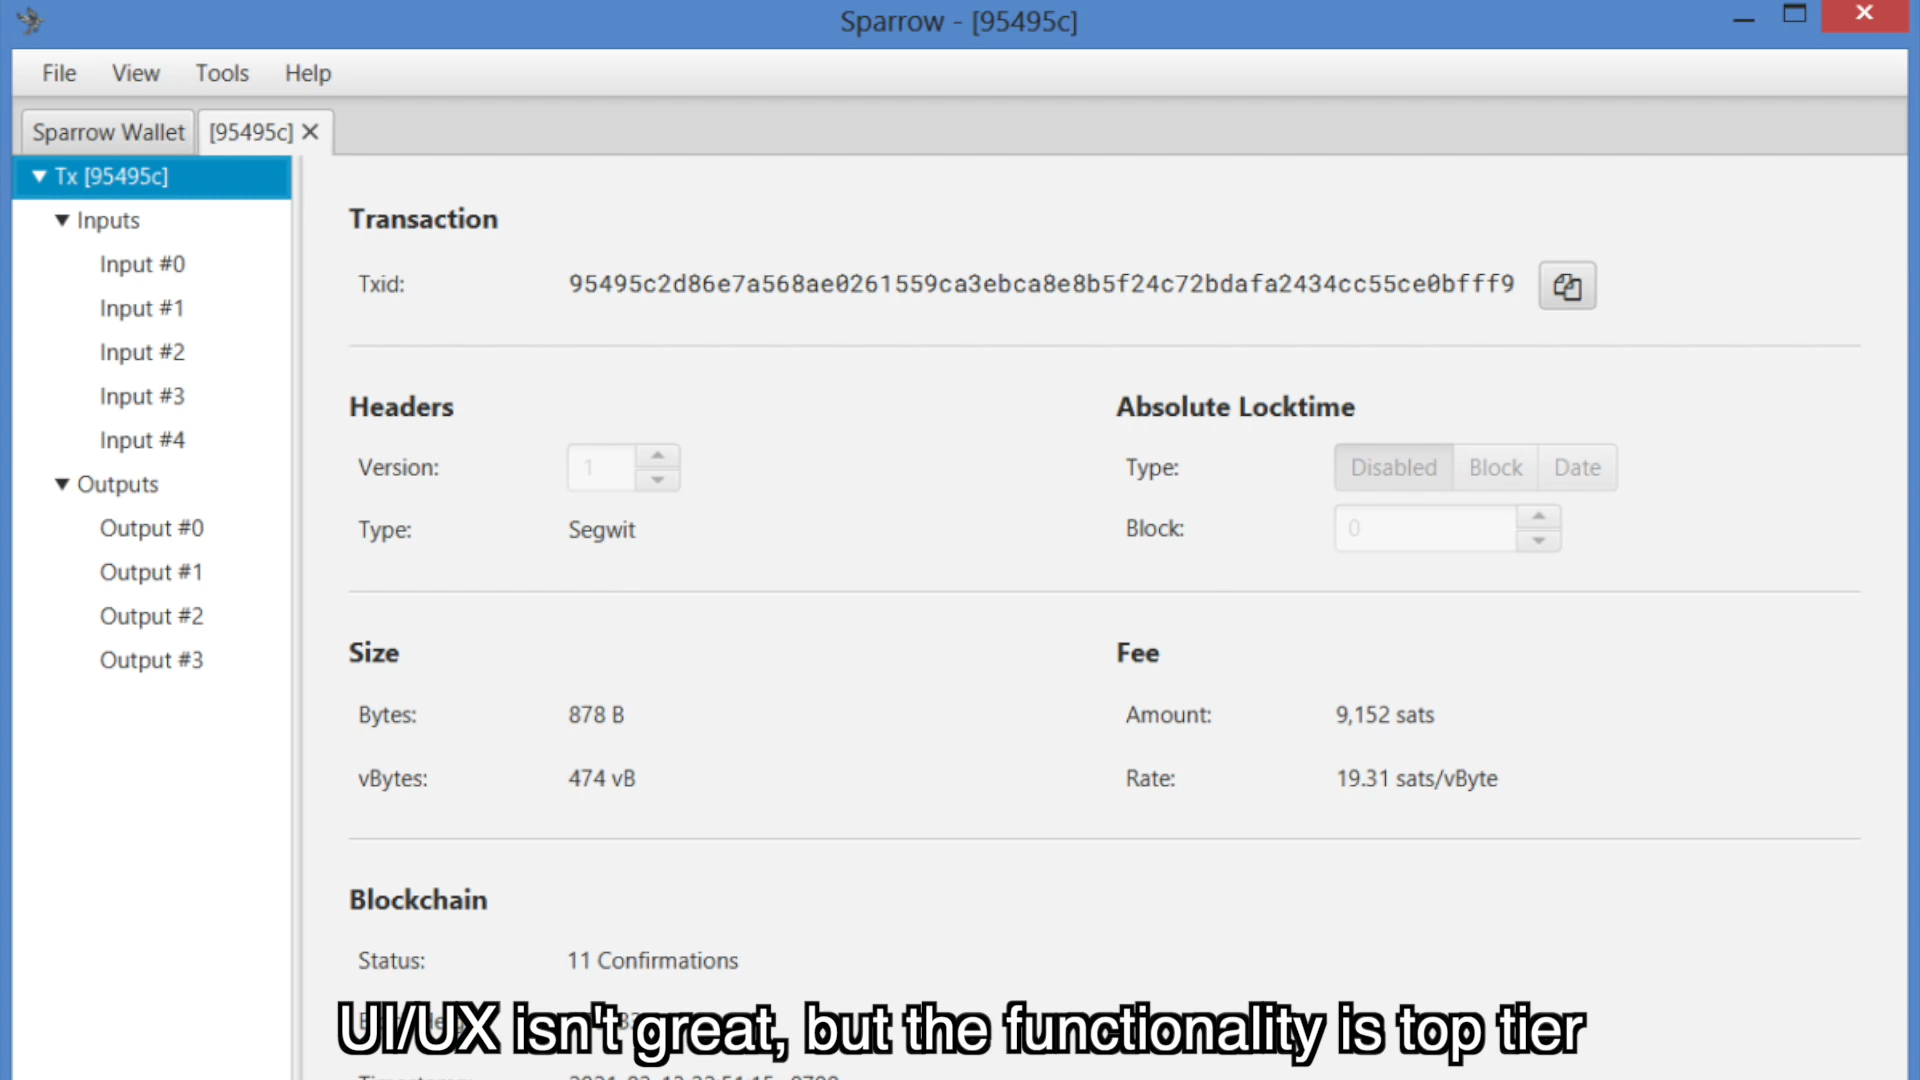 Sparrow - [95495c]
File View Tools Help
Sparrow Wallet [95495c]
Tx [95495c]
Inputs
Input #0
Input #1
Input #2
Input #3
Input #4
Outputs
Output #0
Output #1
Output #2
Output #3
Transaction
Txid: 95495c2d86e7a568ae0261559ca3ebca8e8b5f24c72bdafa2434cc55ce0bfff9
Headers
Version: 1
Type: Segwit
Absolute Locktime
Type: Disabled Block Date
Block: 0
Size
Bytes: 878 B
vBytes: 474 vB
Fee
Amount: 9,152 sats
Rate: 19.31 sats/vByte
Blockchain
Status: 11 Confirmations
UI/UX isn't great, but the functionality is top tier